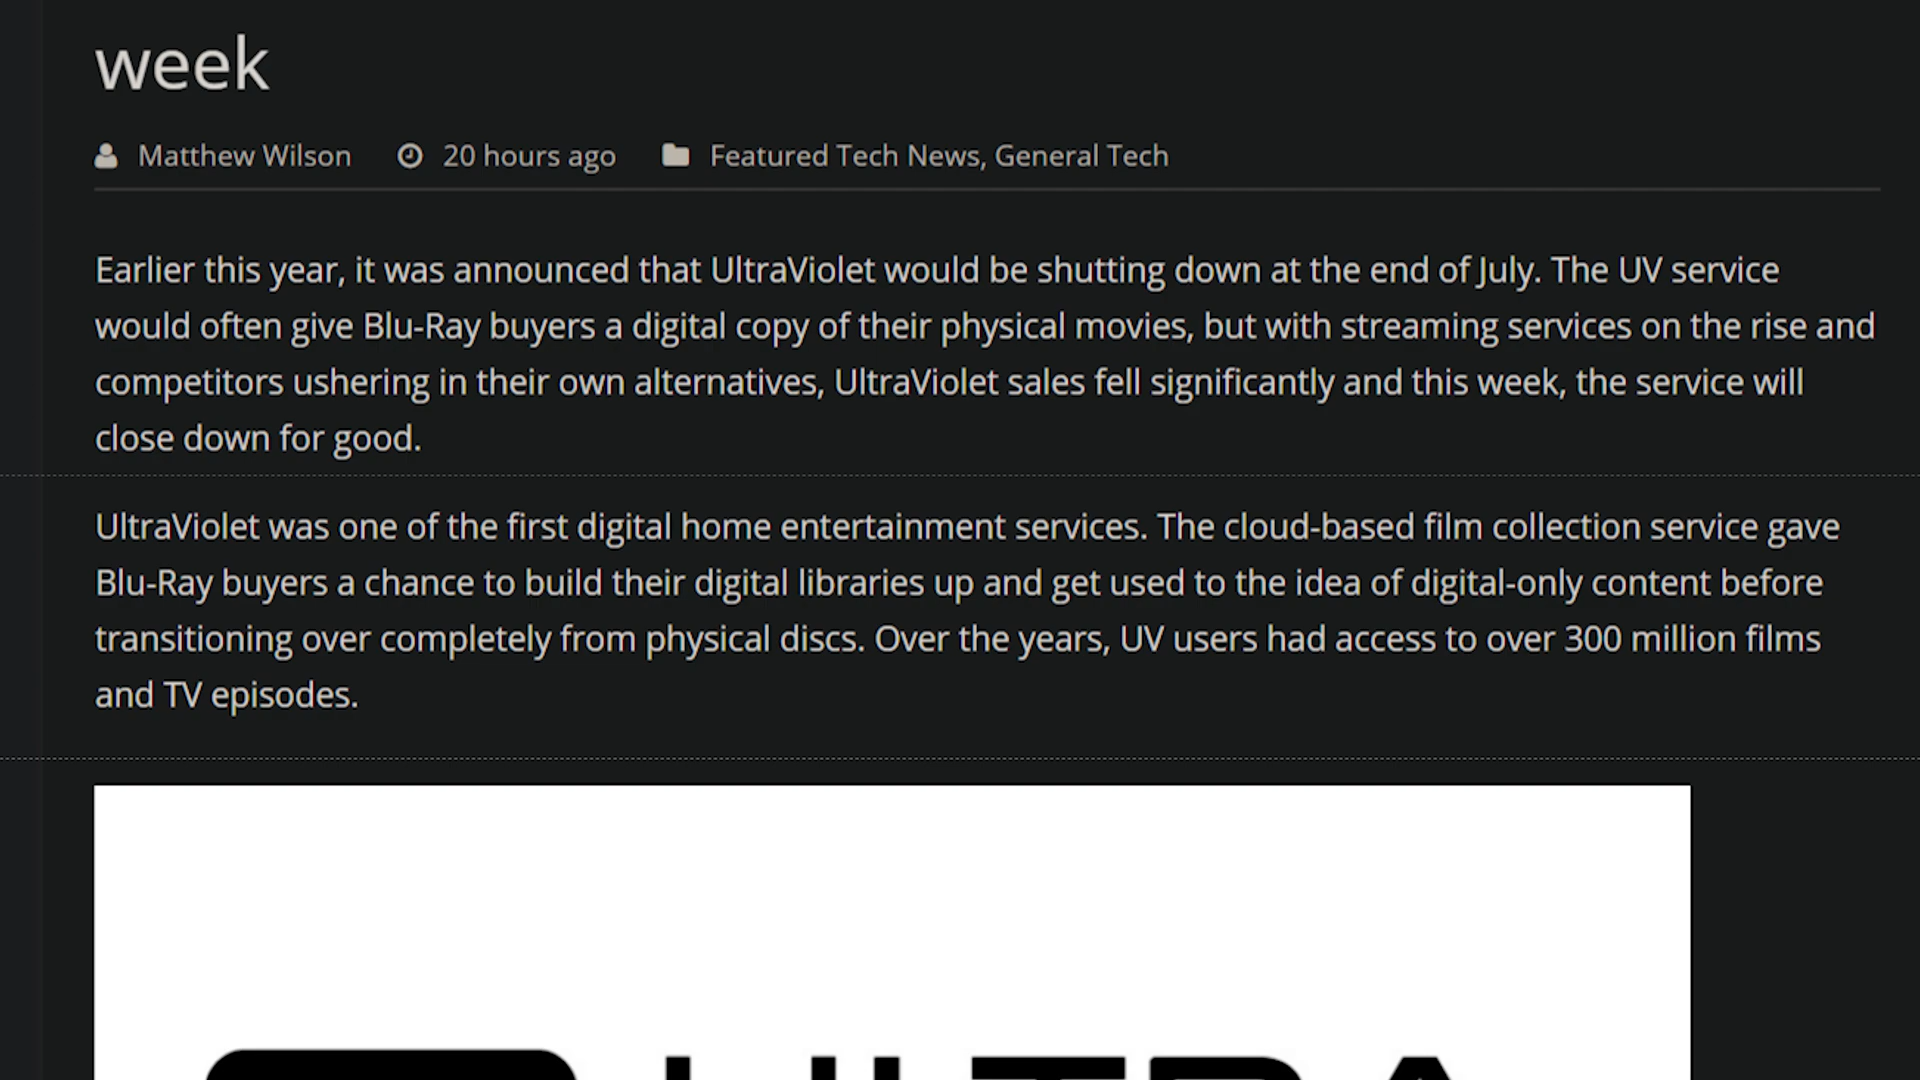 week
Matthew Wilson 20 hours ago Featured Tech News, General Tech
Earlier this year, it was announced that UltraViolet would be shutting down at the end of July. The UV service
would often give Blu-Ray buyers a digital copy of their physical movies, but with streaming services on the rise and
competitors ushering in their own alternatives, UltraViolet sales fell significantly and this week, the service will
close down for good.
UltraViolet was one of the first digital home entertainment services. The cloud-based film collection service gave
Blu-Ray buyers a chance to build their digital libraries up and get used to the idea of digital-only content before
transitioning over completely from physical discs. Over the years, UV users had access to over 300 million films
and TV episodes.
ULTRA